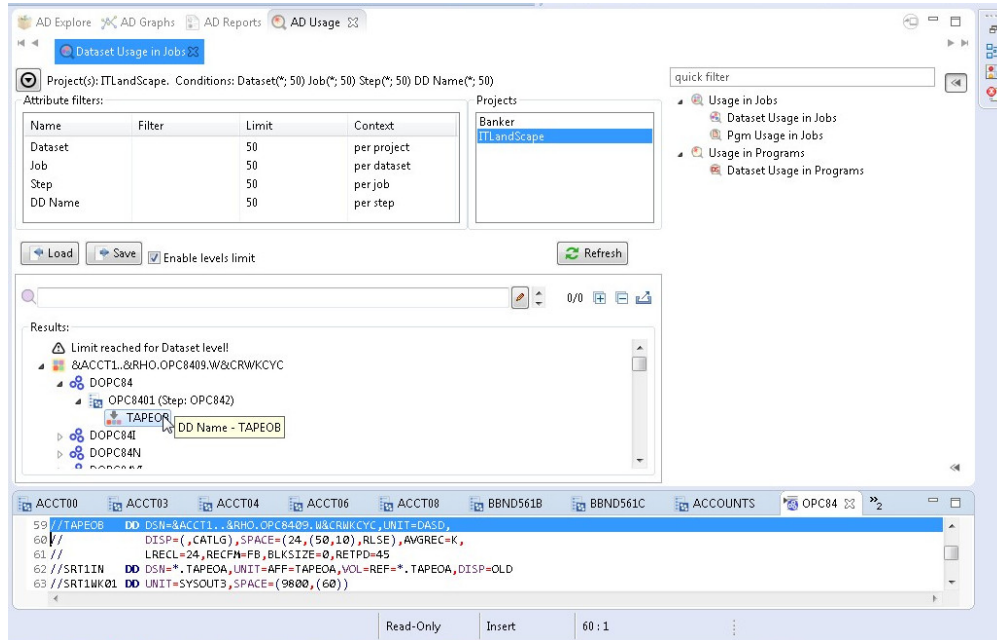 AD Explore AD Graphs AD Reports AD Usage
Dataset Usage in Jobs
Project(s): ITLandScape. Conditions: Dataset(*; 50) Job(*; 50) Step(*; 50) DD Name(*; 50)
quick filter
Attribute filters:
Projects
Name Filter Limit Context
Dataset 50 per project
Job 50 per dataset
Step 50 per job
DD Name 50 per step
Banker
ITLandScape
Usage in Jobs
Dataset Usage in Jobs
Pgm Usage in Jobs
Usage in Programs
Dataset Usage in Programs
Load Save Enable levels limit Refresh
0/0
Results:
Limit reached for Dataset level!
&ACCT1..&RHO.OPC8409.W&CRWKCYC
DOPC84
OPC8401 (Step: OPC842)
TAPEOB
DD Name - TAPEOB
DOPC84I
DOPC84N
ACCT00 ACCT03 ACCT04 ACCT06 ACCT08 BBND561B BBND561C ACCOUNTS OPC84 »2
59 //TAPEOB DD DSN=&ACCT1..&RHO.OPC8409.W&CRWKCYC,UNIT=DASD,
60 // DISP=(,CATLG),SPACE=(24,(50,10),RLSE),AVGREC=K,
61 // LRECL=24,RECFM=FB,BLKSIZE=0,RETPD=45
62 //SRT1IN DD DSN=*.TAPEOA,UNIT=AFF=TAPEOA,VOL=REF=*.TAPEOA,DISP=OLD
63 //SRT1WK01 DD UNIT=SYSOUT3,SPACE=(9800,(60))
Read-Only Insert 60 : 1